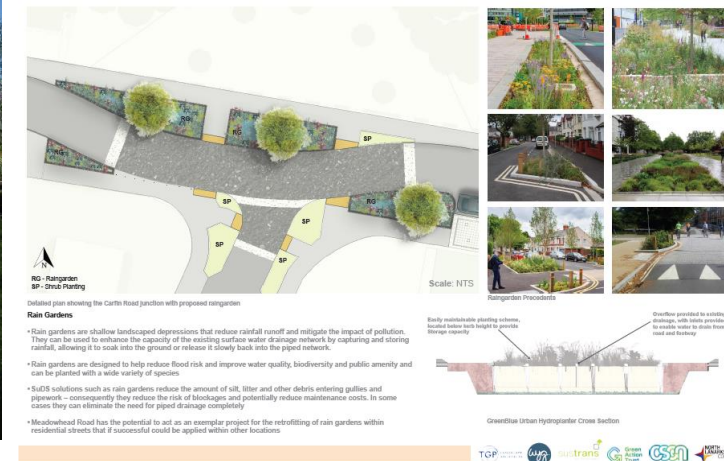 RG
RG
SP
RG
RG
SP
SP
SP
SP
N
RG - Raingarden
SP - Shrub Planting
Scale: NTS
Raingarden Precedents
Detailed plan showing the Carfin Road junction with proposed raingarden
Rain Gardens
• Rain gardens are shallow landscaped depressions that reduce rainfall runoff and mitigate the impact of pollution.
They can be used to enhance the capacity of the existing surface water drainage network by capturing and storing
rainfall, allowing it to soak into the ground or release it slowly back into the piped network.
• Rain gardens are designed to help reduce flood risk and improve water quality, biodiversity and public amenity and
can be planted with a wide variety of species
• SuDS solutions such as rain gardens reduce the amount of silt, litter and other debris entering gullies and
pipework – consequently they reduce the risk of blockages and potentially reduce maintenance costs. In some
cases they can eliminate the need for piped drainage completely
• Meadowhead Road has the potential to act as an exemplar project for the retrofitting of rain gardens within
residential streets that if successful could be applied within other locations
Easily maintainable planting scheme,
located below kerb height to provide
storage capacity
Overflow provided to existing
drainage, with inlets provided
to enable water to drain from
road and footway
GreenBlue Urban Hydroplanter Cross Section
TGP
wyg
sustrans
Green
Action
Trust
CSGN
NORTH
LANARK